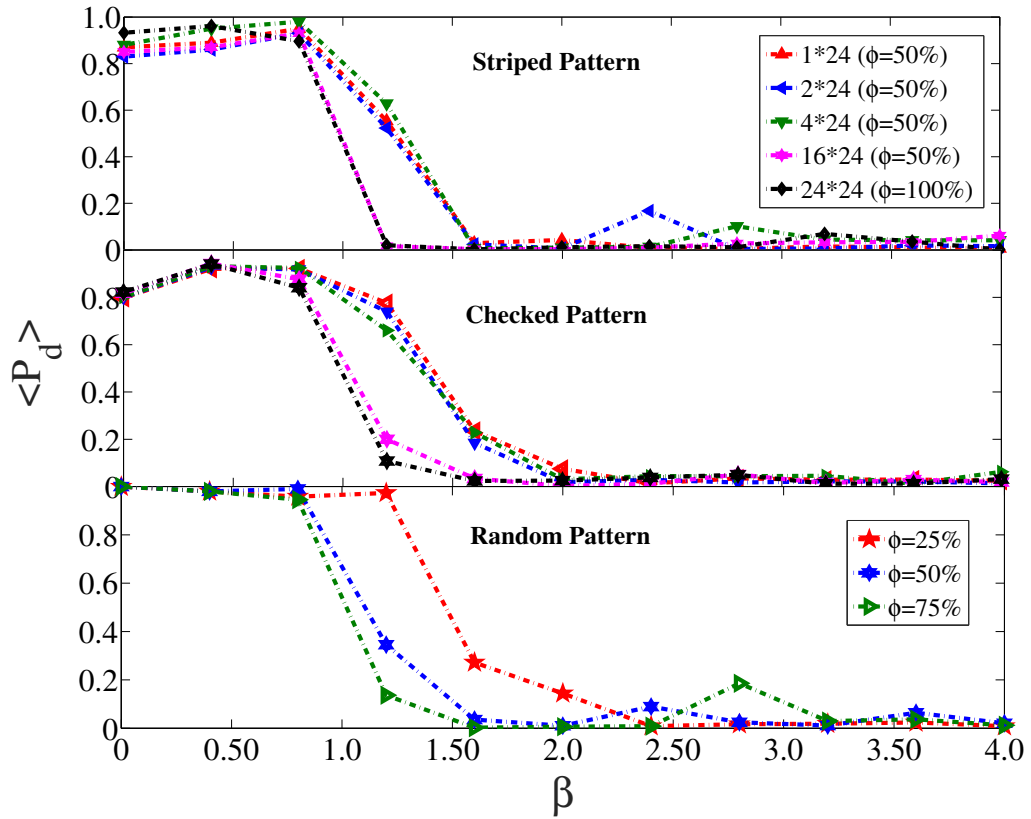 1.0
0.8
0.6
0.4
0.2
0
Striped Pattern
1*24 (ϕ=50%)
2*24 (ϕ=50%)
4*24 (ϕ=50%)
16*24 (ϕ=50%)
24*24 (ϕ=100%)
0.8
0.6
0.4
0.2
0
Checked Pattern
<P_d>
0.8
0.6
0.4
0.2
0
Random Pattern
ϕ=25%
ϕ=50%
ϕ=75%
0 0.50 1.0 1.50 2.0 2.50 3.0 3.50 4.0
β